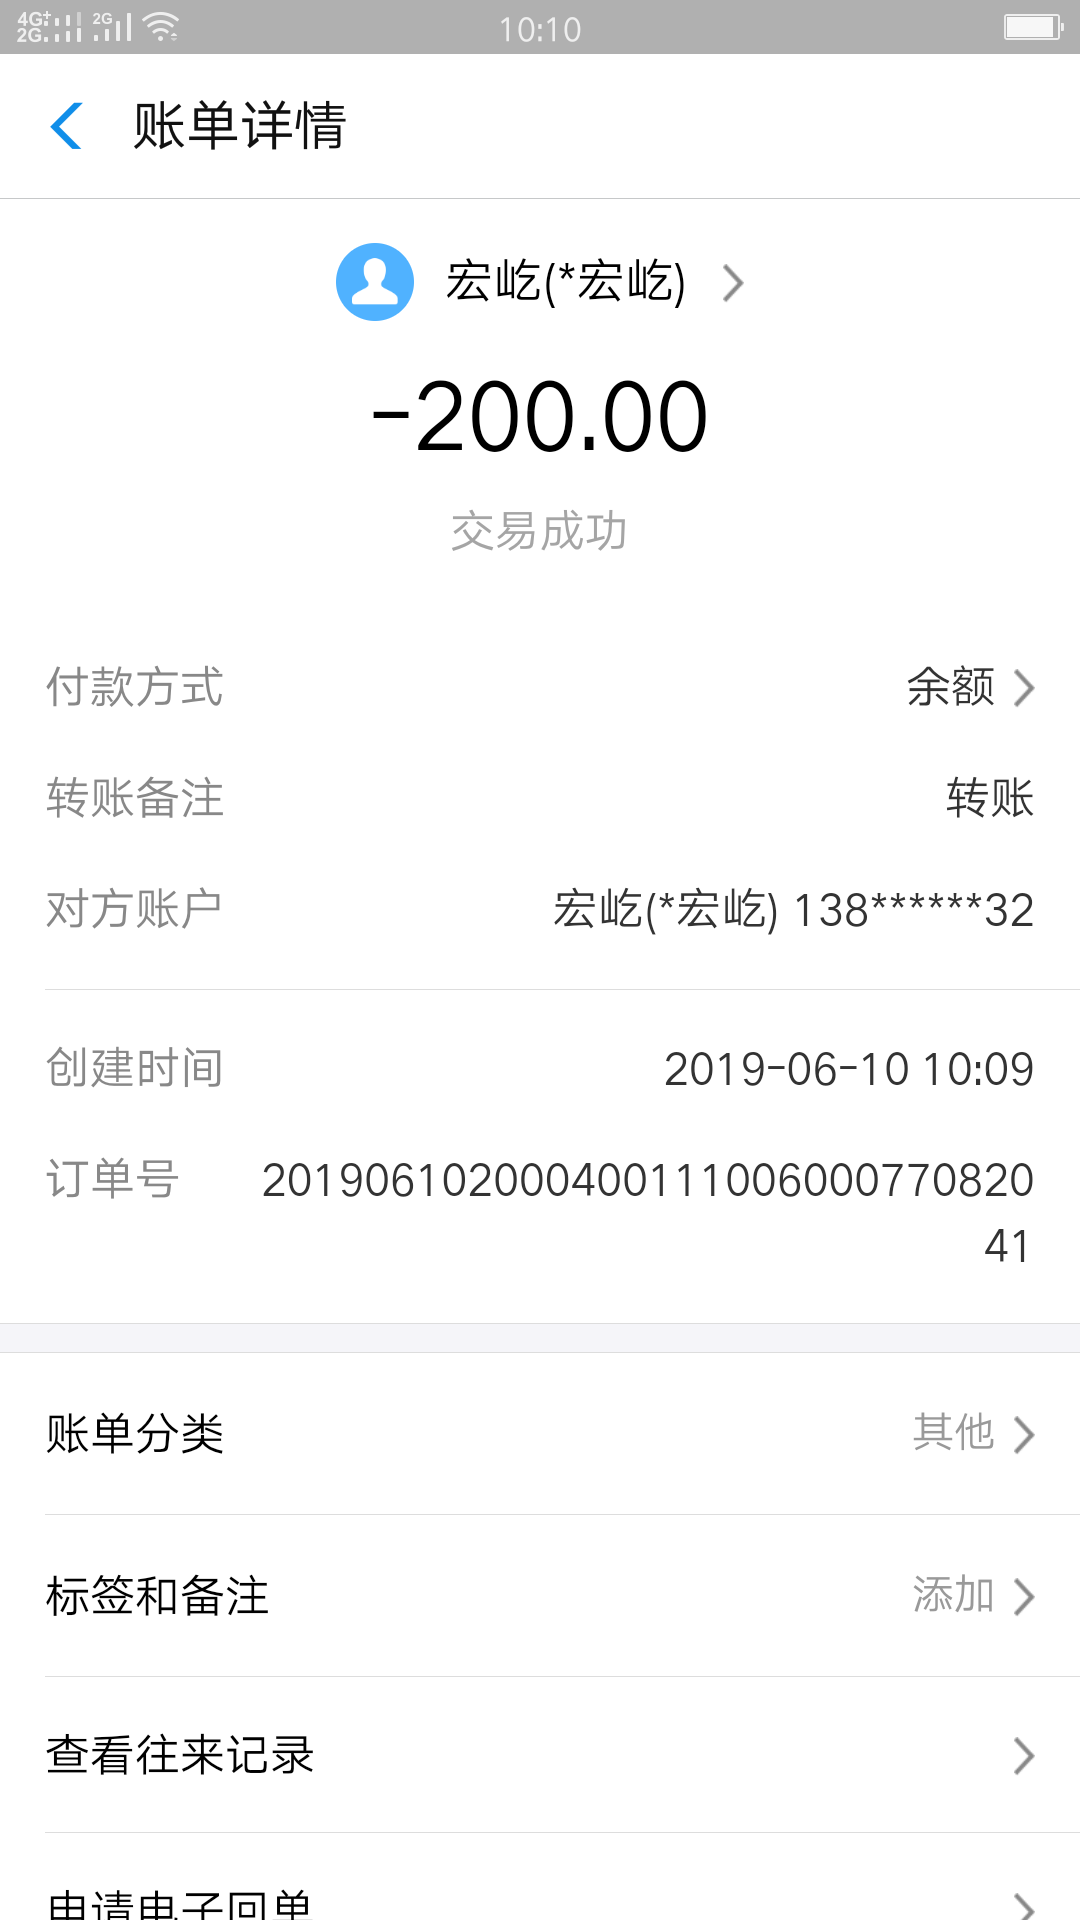 4G+ 2G 2G 10:10
账单详情
宏屹(*宏屹)
-200.00
交易成功
付款方式 余额
转账备注 转账
对方账户 宏屹(*宏屹) 138******32
创建时间 2019-06-10 10:09
订单号 201906102000400111006000770820
41
账单分类 其他
标签和备注 添加
查看往来记录
申请电子回单